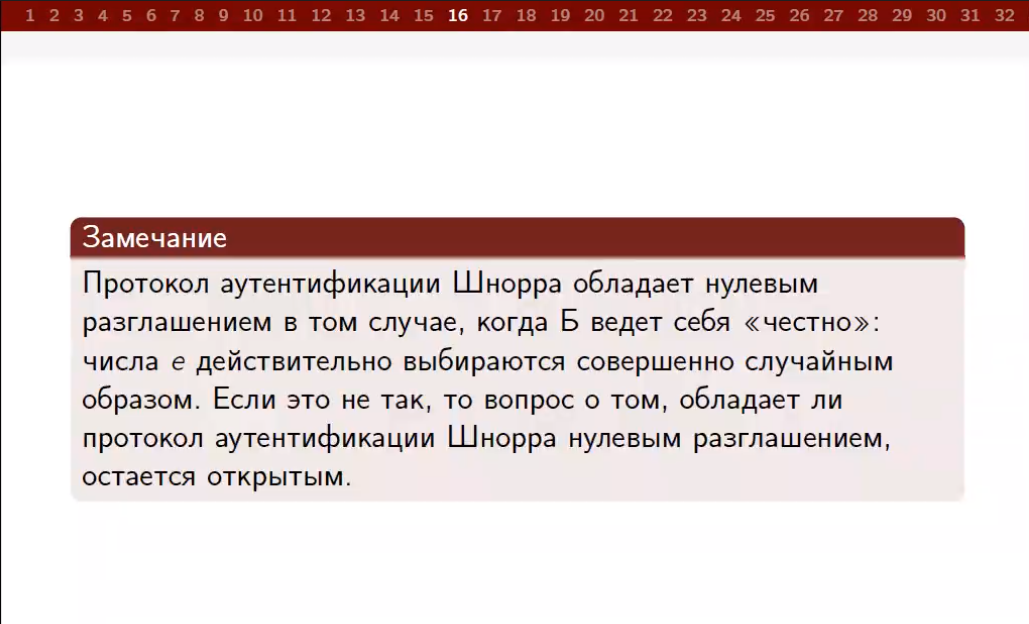 1 2 3 4 5 6 7 8 9 10 11 12 13 14 15 16 17 18 19 20 21 22 23 24 25 26 27 28 29 30 31 32
Замечание
Протокол аутентификации Шнорра обладает нулевым
разглашением в том случае, когда Б ведет себя «честно»:
числа e действительно выбираются совершенно случайным
образом. Если это не так, то вопрос о том, обладает ли
протокол аутентификации Шнорра нулевым разглашением,
остается открытым.